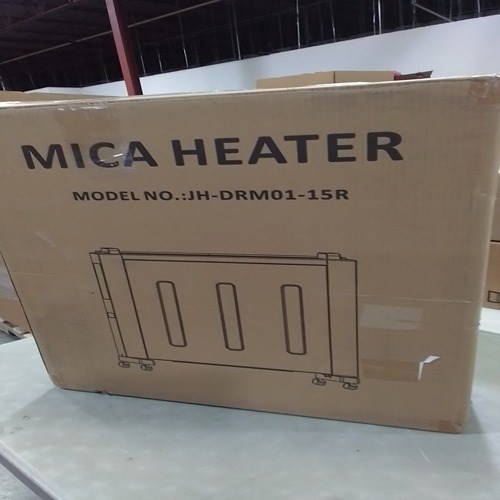 MICA HEATER
MODEL NO.:JH-DRM01-15R